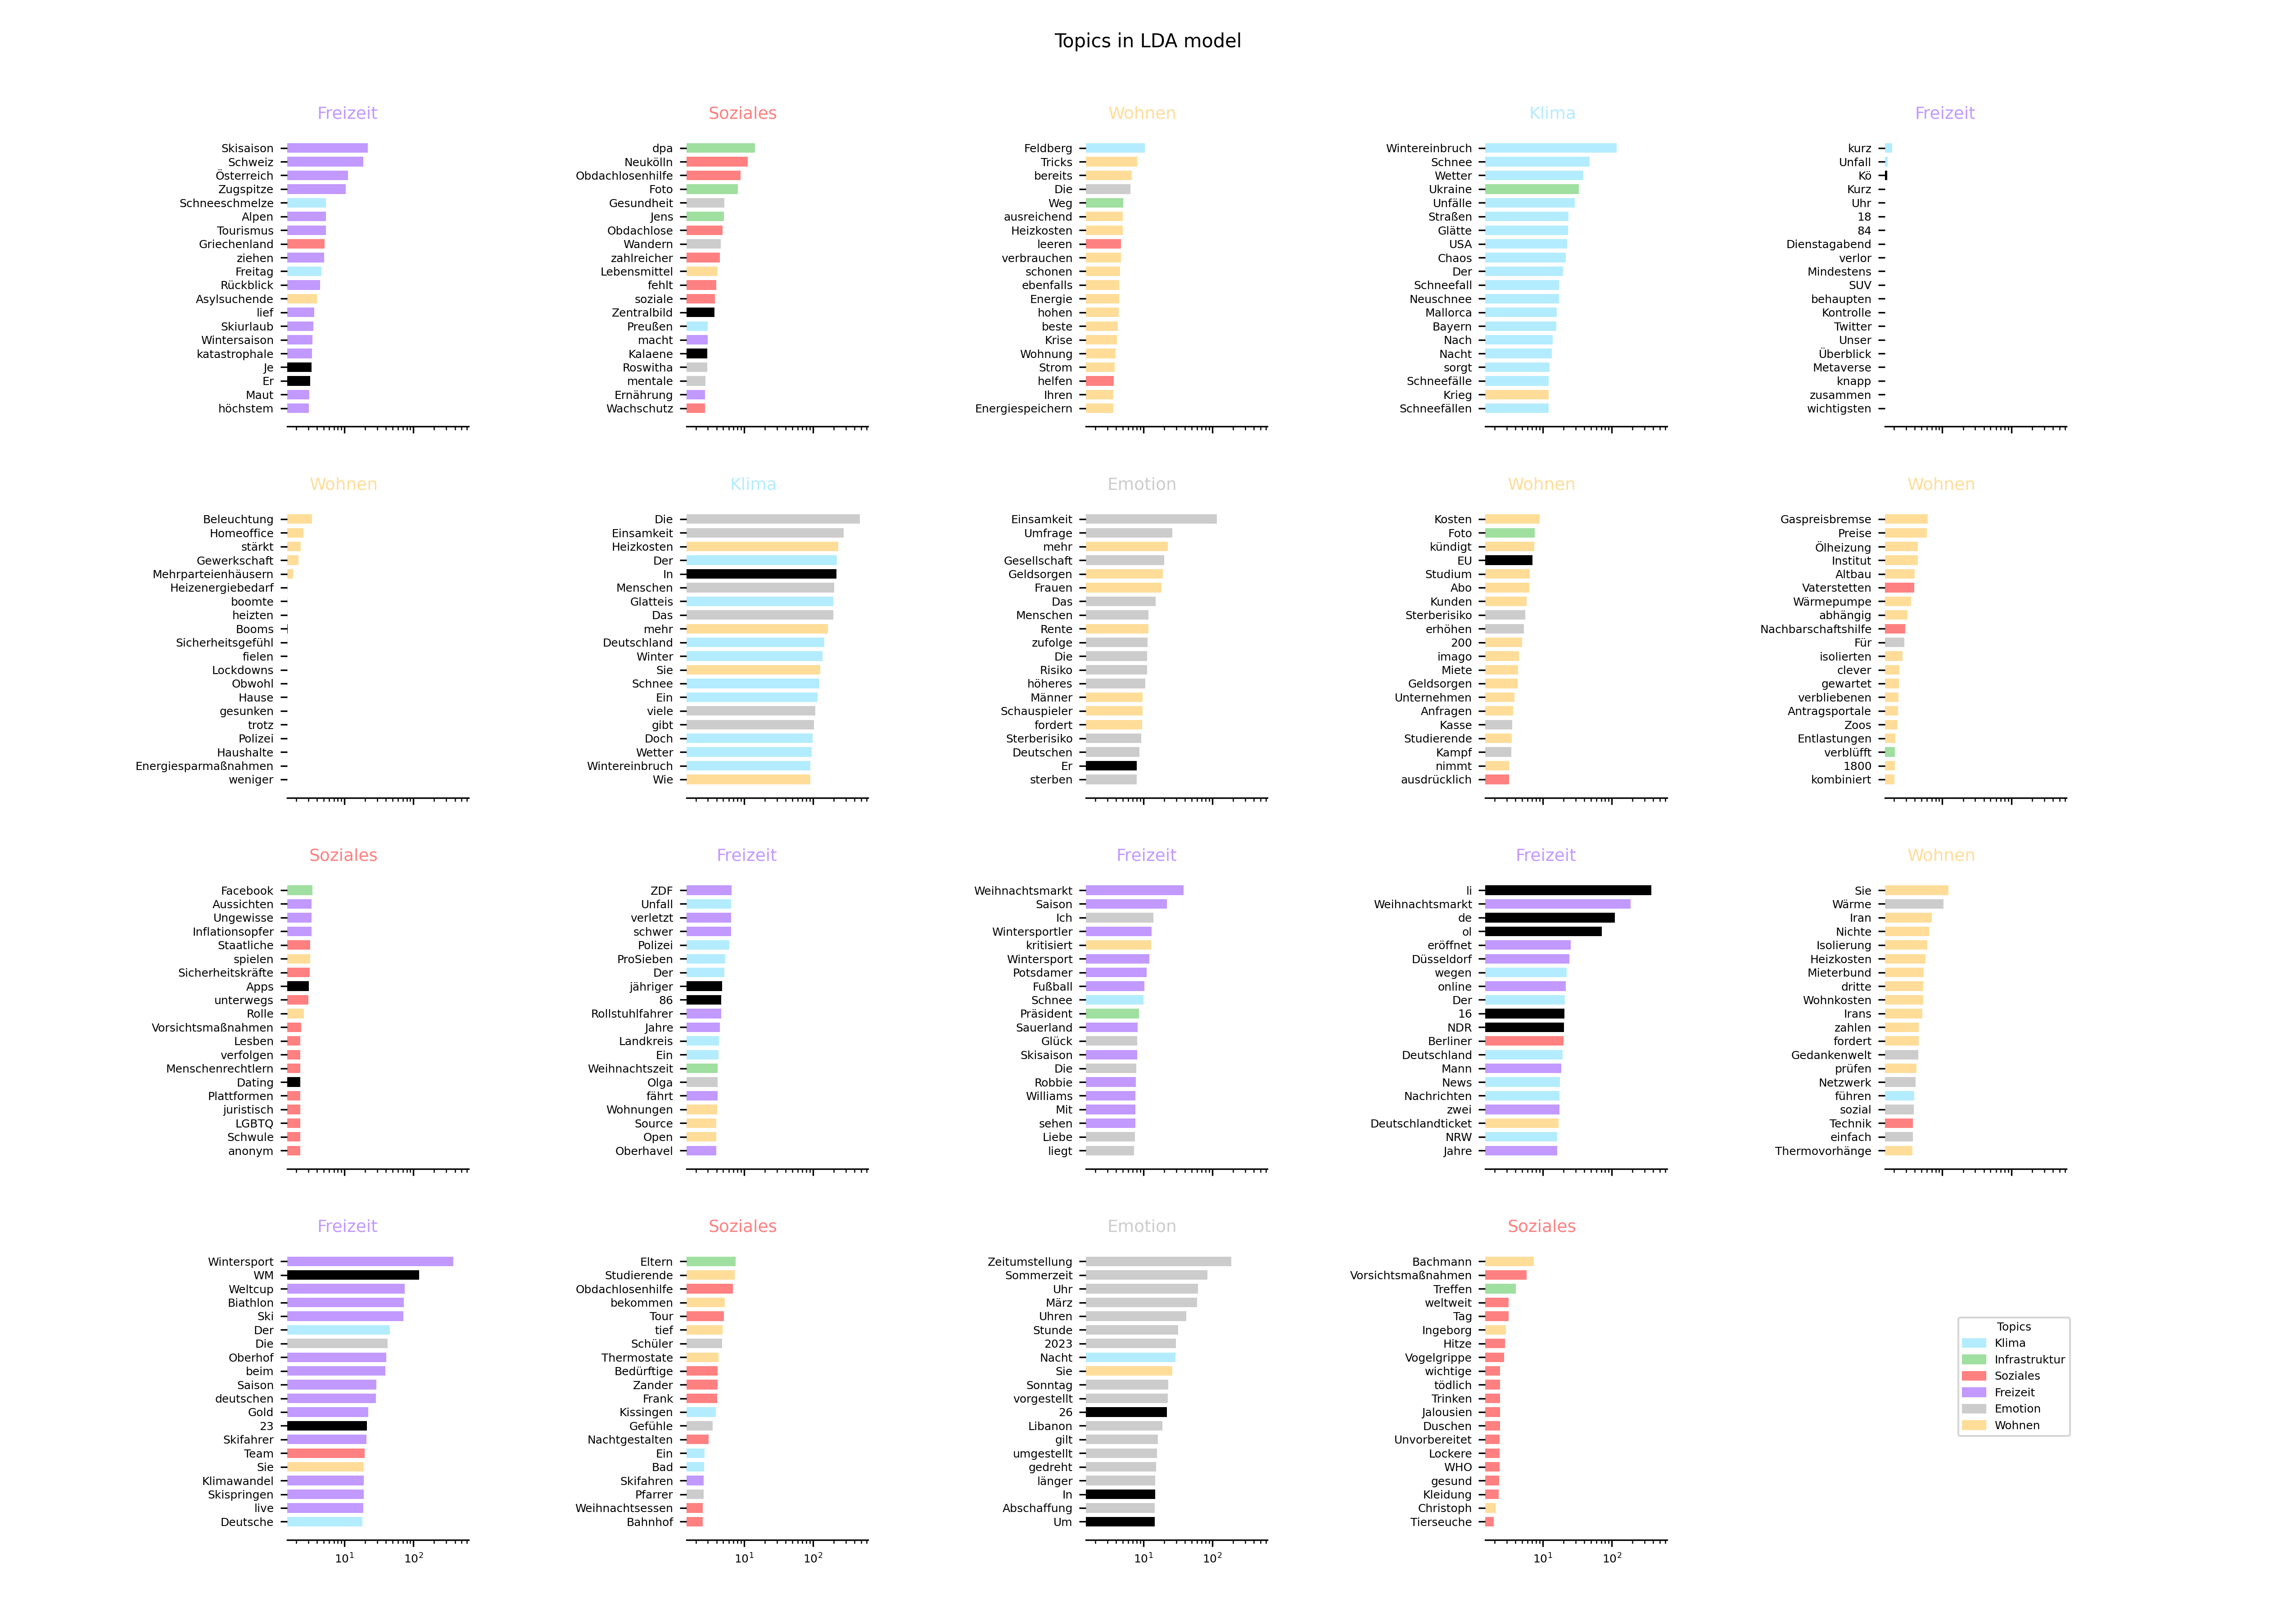 Topics in LDA model
Freizeit
Skisaison
Schweiz
Österreich
Zugspitze
Schneeschmelze
Alpen
Tourismus
Griechenland
ziehen
Freitag
Rückblick
Asylsuchende
lief
Skiurlaub
Wintersaison
katastrophale
Je
Er
Maut
höchstem
Soziales
dpa
Neukölln
Obdachlosenhilfe
Foto
Gesundheit
Jens
Obdachlose
Wandern
zahlreicher
Lebensmittel
fehlt
soziale
Zentralbild
Preußen
macht
Kalaene
Roswitha
mentale
Ernährung
Wachschutz
Wohnen
Feldberg
Tricks
bereits
Die
Weg
ausreichend
Heizkosten
leeren
verbrauchen
schonen
ebenfalls
Energie
hohen
beste
Krise
Wohnung
Strom
helfen
Ihren
Energiespeichern
Klima
Wintereinbruch
Schnee
Wetter
Ukraine
Unfälle
Straßen
Glätte
USA
Chaos
Der
Schneefall
Neuschnee
Mallorca
Bayern
Nach
Nacht
sorgt
Schneefälle
Krieg
Schneefällen
Freizeit
kurz
Unfall
Kö
Kurz
Uhr
18
84
Dienstagabend
verlor
Mindestens
SUV
behaupten
Kontrolle
Twitter
Unser
Überblick
Metaverse
knapp
zusammen
wichtigsten
Wohnen
Beleuchtung
Homeoffice
stärkt
Gewerkschaft
Mehrparteienhäusern
Heizenergiebedarf
boomte
heizten
Booms
Sicherheitsgefühl
fielen
Lockdowns
Obwohl
Hause
gesunken
trotz
Polizei
Haushalte
Energiesparmaßnahmen
weniger
Klima
Die
Einsamkeit
Heizkosten
Der
In
Menschen
Glatteis
Das
mehr
Deutschland
Winter
Sie
Schnee
Ein
viele
gibt
Doch
Wetter
Wintereinbruch
Wie
Emotion
Einsamkeit
Umfrage
mehr
Gesellschaft
Geldsorgen
Frauen
Das
Menschen
Rente
zufolge
Die
Risiko
höheres
Männer
Schauspieler
fordert
Sterberisiko
Deutschen
Er
sterben
Wohnen
Kosten
Foto
kündigt
EU
Studium
Abo
Kunden
Sterberisiko
erhöhen
200
imago
Miete
Geldsorgen
Unternehmen
Anfragen
Kasse
Studierende
Kampf
nimmt
ausdrücklich
Wohnen
Gaspreisbremse
Preise
Ölheizung
Institut
Altbau
Vaterstetten
Wärmepumpe
abhängig
Nachbarschaftshilfe
Für
isolierten
clever
gewartet
verbliebenen
Antragsportale
Zoos
Entlastungen
verblüfft
1800
kombiniert
Soziales
Facebook
Aussichten
Ungewisse
Inflationsopfer
Staatliche
spielen
Sicherheitskräfte
Apps
unterwegs
Rolle
Vorsichtsmaßnahmen
Lesben
verfolgen
Menschenrechtlern
Dating
Plattformen
juristisch
LGBTQ
Schwule
anonym
Freizeit
ZDF
Unfall
verletzt
schwer
Polizei
ProSieben
Der
jähriger
86
Rollstuhlfahrer
Jahre
Landkreis
Ein
Weihnachtszeit
Olga
fährt
Wohnungen
Source
Open
Oberhavel
Freizeit
Weihnachtsmarkt
Saison
Ich
Wintersportler
kritisiert
Wintersport
Potsdamer
Fußball
Schnee
Präsident
Sauerland
Glück
Skisaison
Die
Robbie
Williams
Mit
sehen
Liebe
liegt
Freizeit
li
Weihnachtsmarkt
de
ol
eröffnet
Düsseldorf
wegen
online
Der
16
NDR
Berliner
Deutschland
Mann
News
Nachrichten
zwei
Deutschlandticket
NRW
Jahre
Wohnen
Sie
Wärme
Iran
Nichte
Isolierung
Heizkosten
Mieterbund
dritte
Wohnkosten
Irans
zahlen
fordert
Gedankenwelt
prüfen
Netzwerk
führen
sozial
Technik
einfach
Thermovorhänge
Freizeit
Wintersport
WM
Weltcup
Biathlon
Ski
Der
Die
Oberhof
beim
Saison
deutschen
Gold
23
Skifahrer
Team
Sie
Klimawandel
Skispringen
live
Deutsche
10¹ 10²
Soziales
Eltern
Studierende
Obdachlosenhilfe
bekommen
Tour
tief
Schüler
Thermostate
Bedürftige
Zander
Frank
Kissingen
Gefühle
Nachtgestalten
Ein
Bad
Skifahren
Pfarrer
Weihnachtsessen
Bahnhof
10¹ 10²
Emotion
Zeitumstellung
Sommerzeit
Uhr
März
Uhren
Stunde
2023
Nacht
Sie
Sonntag
vorgestellt
26
Libanon
gilt
umgestellt
gedreht
länger
In
Abschaffung
Um
10¹ 10²
Soziales
Bachmann
Vorsichtsmaßnahmen
Treffen
weltweit
Tag
Ingeborg
Hitze
Vogelgrippe
wichtige
tödlich
Trinken
Jalousien
Duschen
Unvorbereitet
Lockere
WHO
gesund
Kleidung
Christoph
Tierseuche
10¹ 10²
Topics
Klima
Infrastruktur
Soziales
Freizeit
Emotion
Wohnen